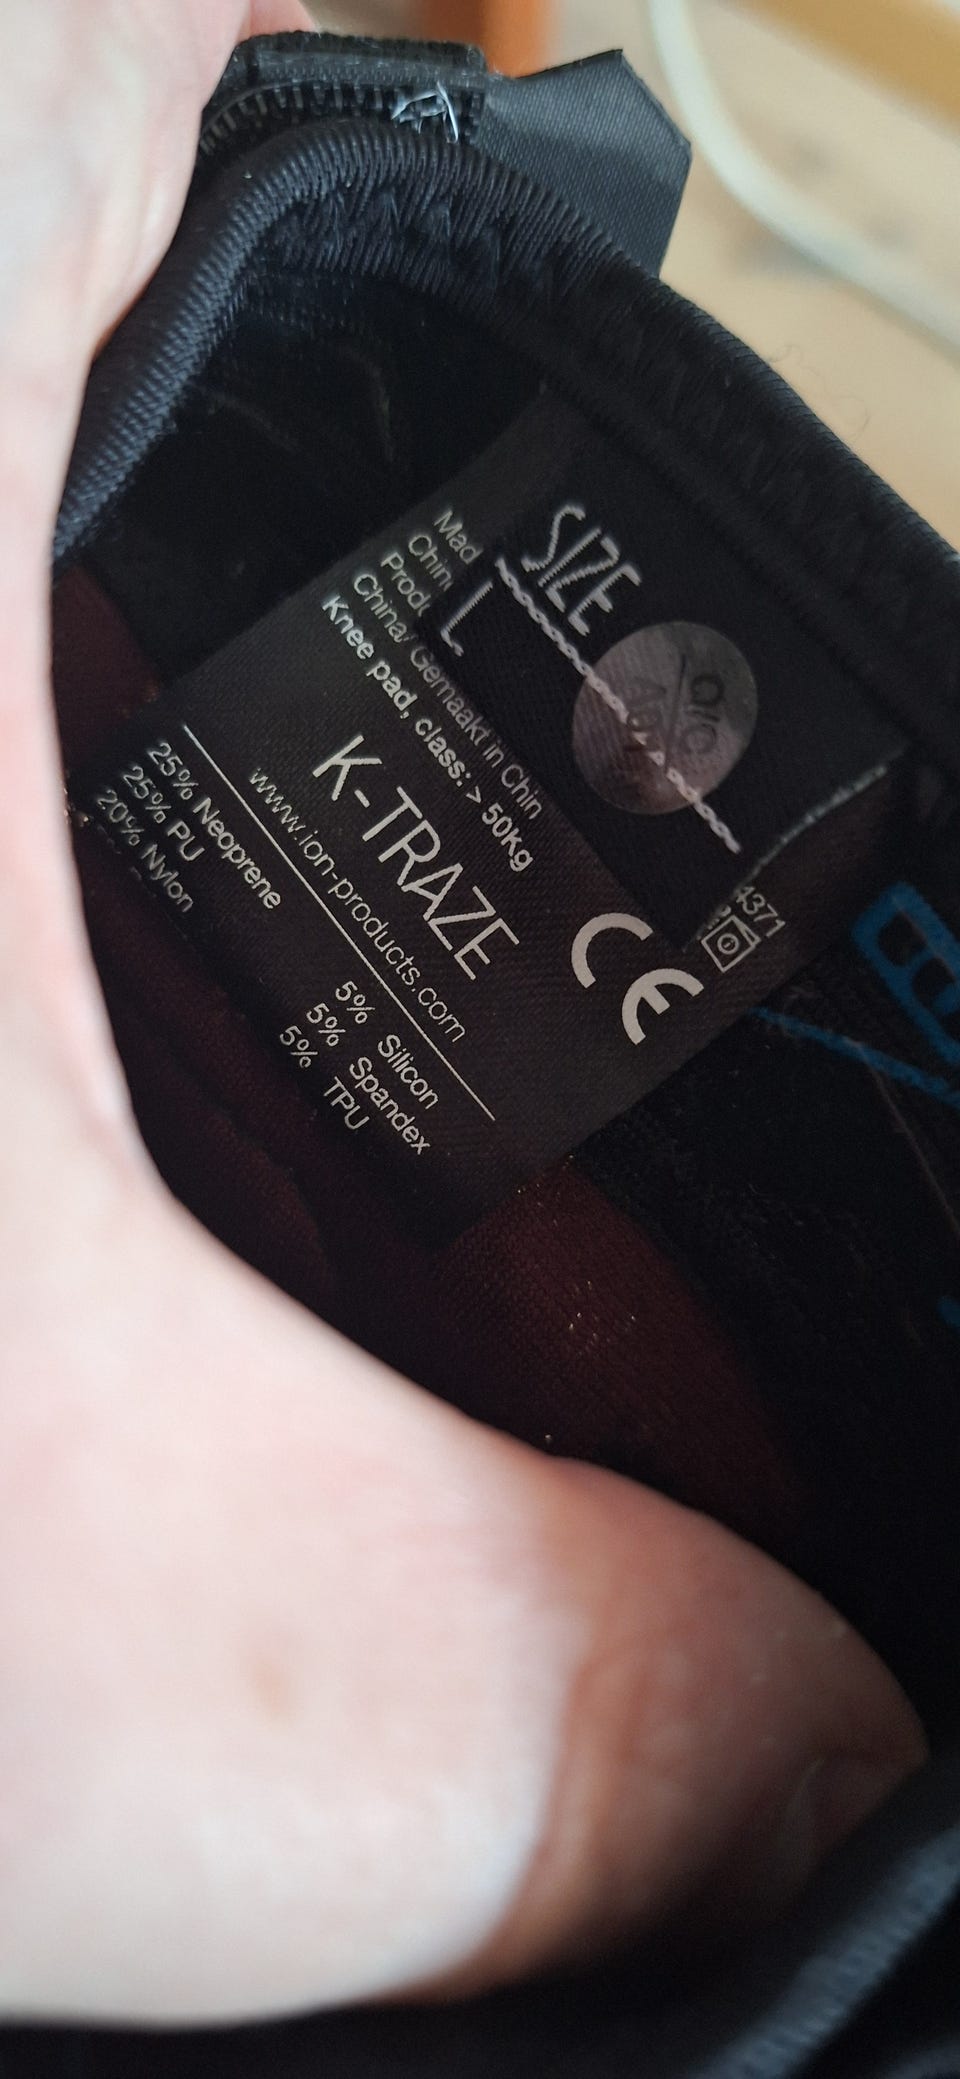 SIZE
L
Mad
Chin
Prod
China/ Gemaakt in Chin
Knee pad, class: > 50Kg
4371
CE
K-TRAZE
www.ion-products.com
25% Neoprene
25% PU
20% Nylon
5% Silicon
5% Spandex
5% TPU